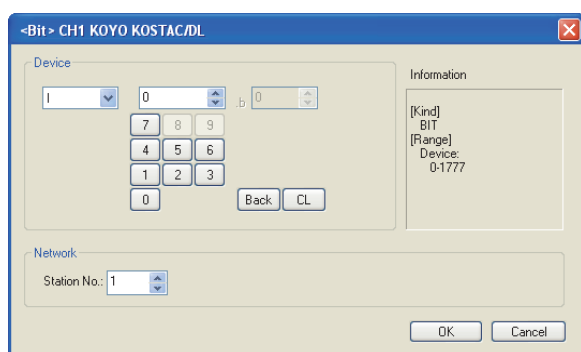 <Bit> CH1 KOYO KOSTAC/DL
Device
I 0 .b 0
7 8 9
4 5 6
1 2 3
0 Back CL
Information
[Kind]
BIT
[Range]
Device:
0-1777
Network
Station No.: 1
OK Cancel